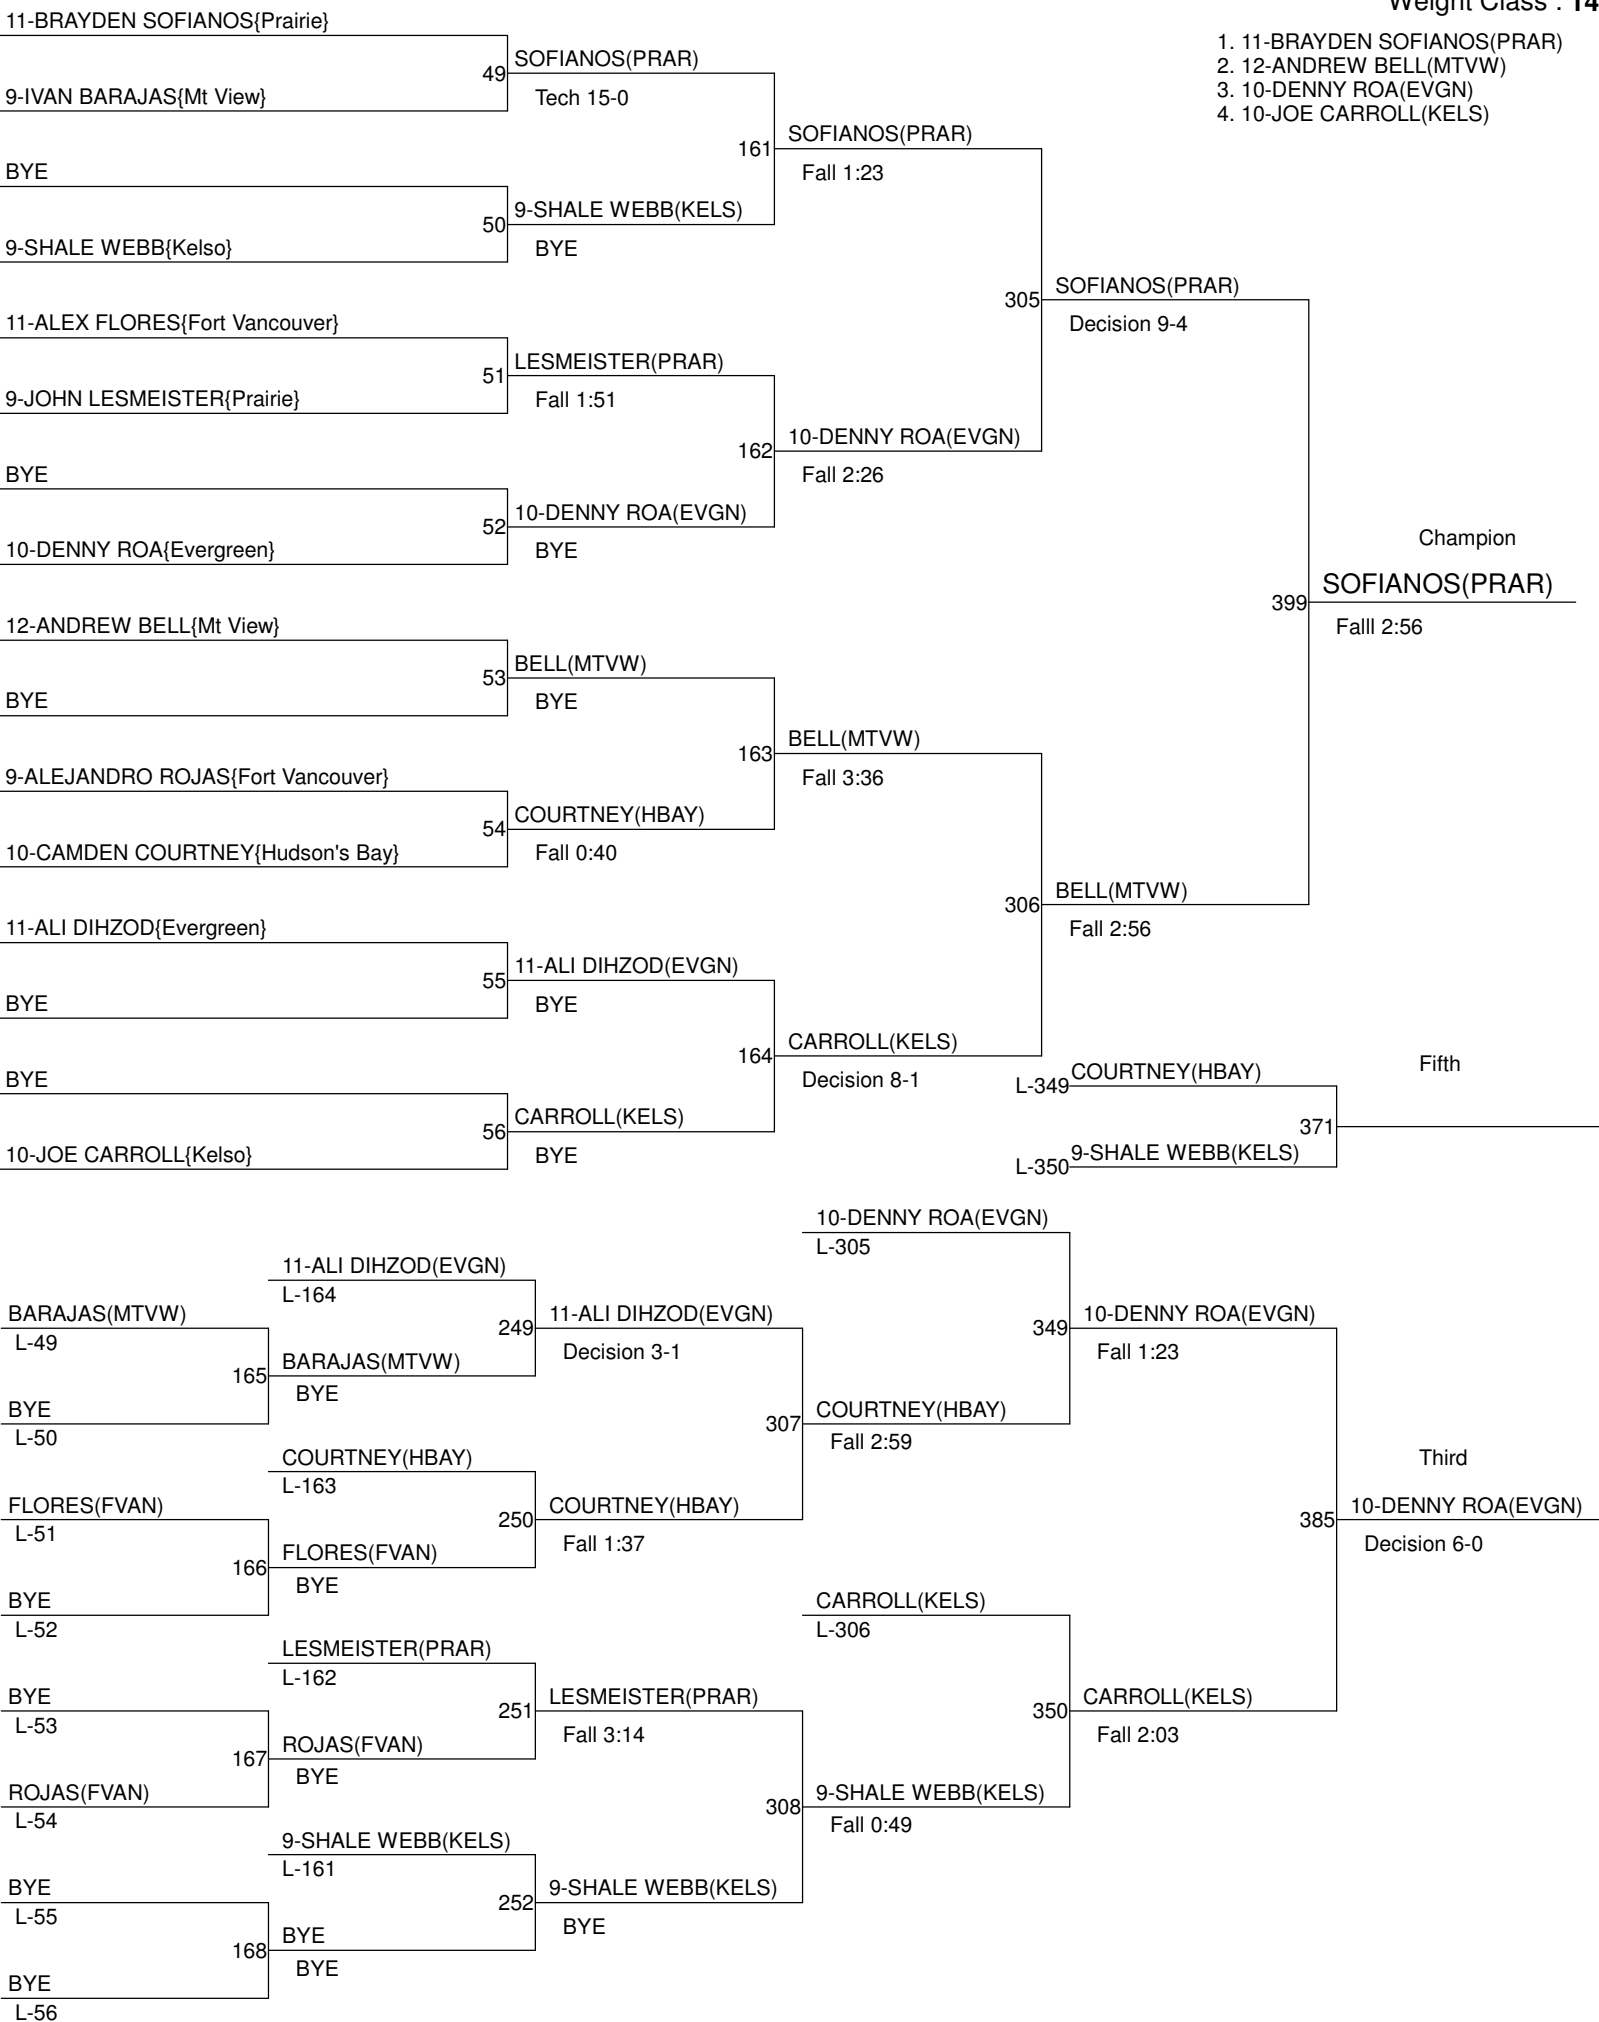 Weight Class : 14
1. 11-BRAYDEN SOFIANOS(PRAR)
2. 12-ANDREW BELL(MTVW)
3. 10-DENNY ROA(EVGN)
4. 10-JOE CARROLL(KELS)
11-BRAYDEN SOFIANOS{Prairie}
49
9-IVAN BARAJAS{Mt View}
BYE
50
9-SHALE WEBB{Kelso}
11-ALEX FLORES{Fort Vancouver}
51
9-JOHN LESMEISTER{Prairie}
BYE
52
10-DENNY ROA{Evergreen}
12-ANDREW BELL{Mt View}
53
BYE
9-ALEJANDRO ROJAS{Fort Vancouver}
54
10-CAMDEN COURTNEY{Hudson's Bay}
11-ALI DIHZOD{Evergreen}
55
BYE
BYE
56
10-JOE CARROLL{Kelso}
SOFIANOS(PRAR)
Tech 15-0
161
9-SHALE WEBB(KELS)
BYE
LESMEISTER(PRAR)
Fall 1:51
162
10-DENNY ROA(EVGN)
BYE
BELL(MTVW)
BYE
163
COURTNEY(HBAY)
Fall 0:40
11-ALI DIHZOD(EVGN)
BYE
164
CARROLL(KELS)
BYE
SOFIANOS(PRAR)
Fall 1:23
305
10-DENNY ROA(EVGN)
Fall 2:26
BELL(MTVW)
Fall 3:36
306
CARROLL(KELS)
Decision 8-1
SOFIANOS(PRAR)
Decision 9-4
399
BELL(MTVW)
Fall 2:56
Champion
SOFIANOS(PRAR)
Falll 2:56
Fifth
L-349
COURTNEY(HBAY)
371
L-350
9-SHALE WEBB(KELS)
BARAJAS(MTVW)
L-49
165
BYE
L-50
FLORES(FVAN)
L-51
166
BYE
L-52
BYE
L-53
167
ROJAS(FVAN)
L-54
BYE
L-55
168
BYE
L-56
11-ALI DIHZOD(EVGN)
L-164
249
BARAJAS(MTVW)
BYE
COURTNEY(HBAY)
L-163
250
FLORES(FVAN)
BYE
LESMEISTER(PRAR)
L-162
251
ROJAS(FVAN)
BYE
9-SHALE WEBB(KELS)
L-161
252
BYE
BYE
11-ALI DIHZOD(EVGN)
Decision 3-1
307
COURTNEY(HBAY)
Fall 1:37
LESMEISTER(PRAR)
Fall 3:14
308
9-SHALE WEBB(KELS)
BYE
10-DENNY ROA(EVGN)
L-305
349
COURTNEY(HBAY)
Fall 2:59
CARROLL(KELS)
L-306
350
9-SHALE WEBB(KELS)
Fall 0:49
10-DENNY ROA(EVGN)
Fall 1:23
385
CARROLL(KELS)
Fall 2:03
Third
10-DENNY ROA(EVGN)
Decision 6-0